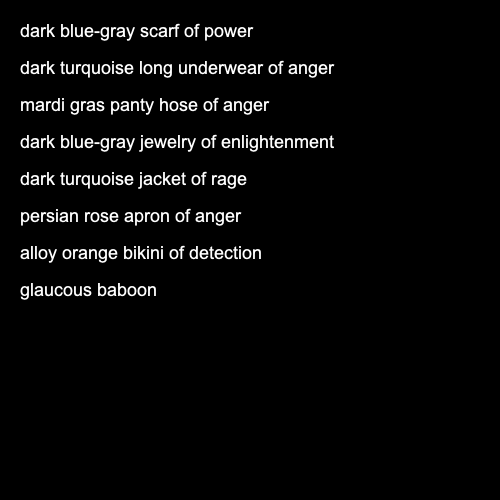 dark blue-gray scarf of power
dark turquoise long underwear of anger
mardi gras panty hose of anger
dark blue-gray jewelry of enlightenment
dark turquoise jacket of rage
persian rose apron of anger
alloy orange bikini of detection
glaucous baboon